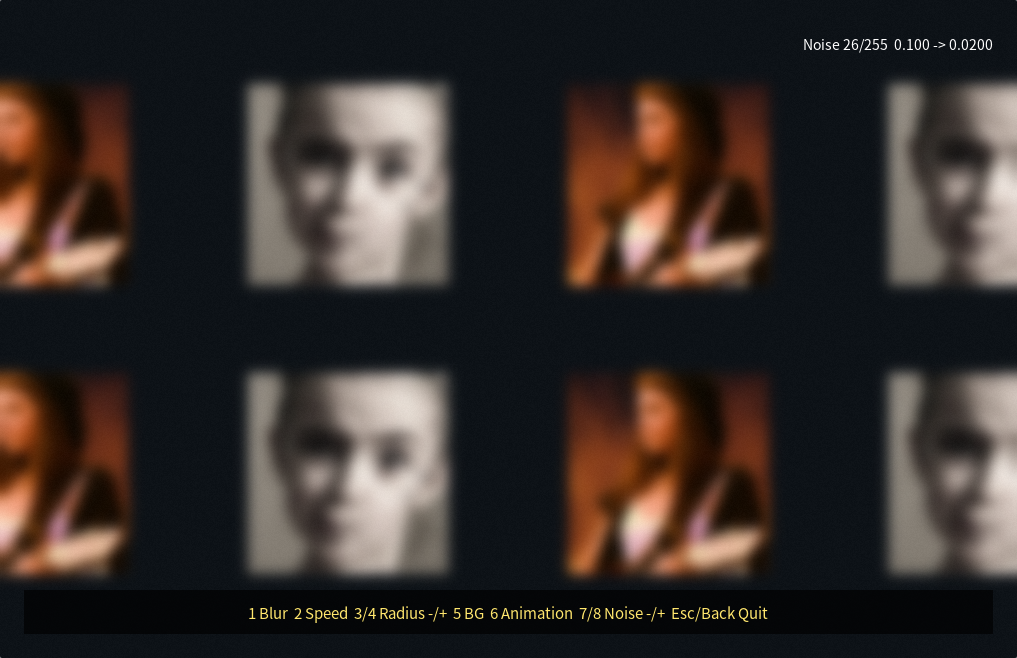 Noise 26/255  0.100 -> 0.0200
1 Blur  2 Speed  3/4 Radius -/+  5 BG  6 Animation  7/8 Noise -/+  Esc/Back Quit